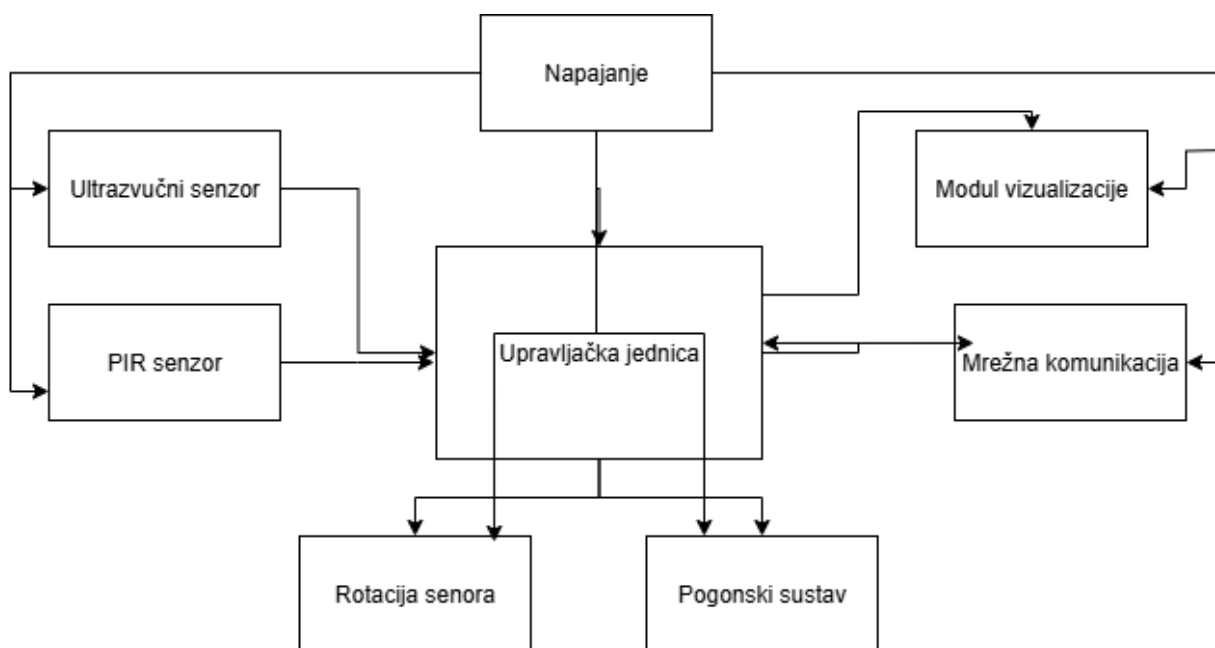 Napajanje
Ultrazvučni senzor
Modul vizualizacije
PIR senzor
Upravljačka jednica
Mrežna komunikacija
Rotacija senora
Pogonski sustav